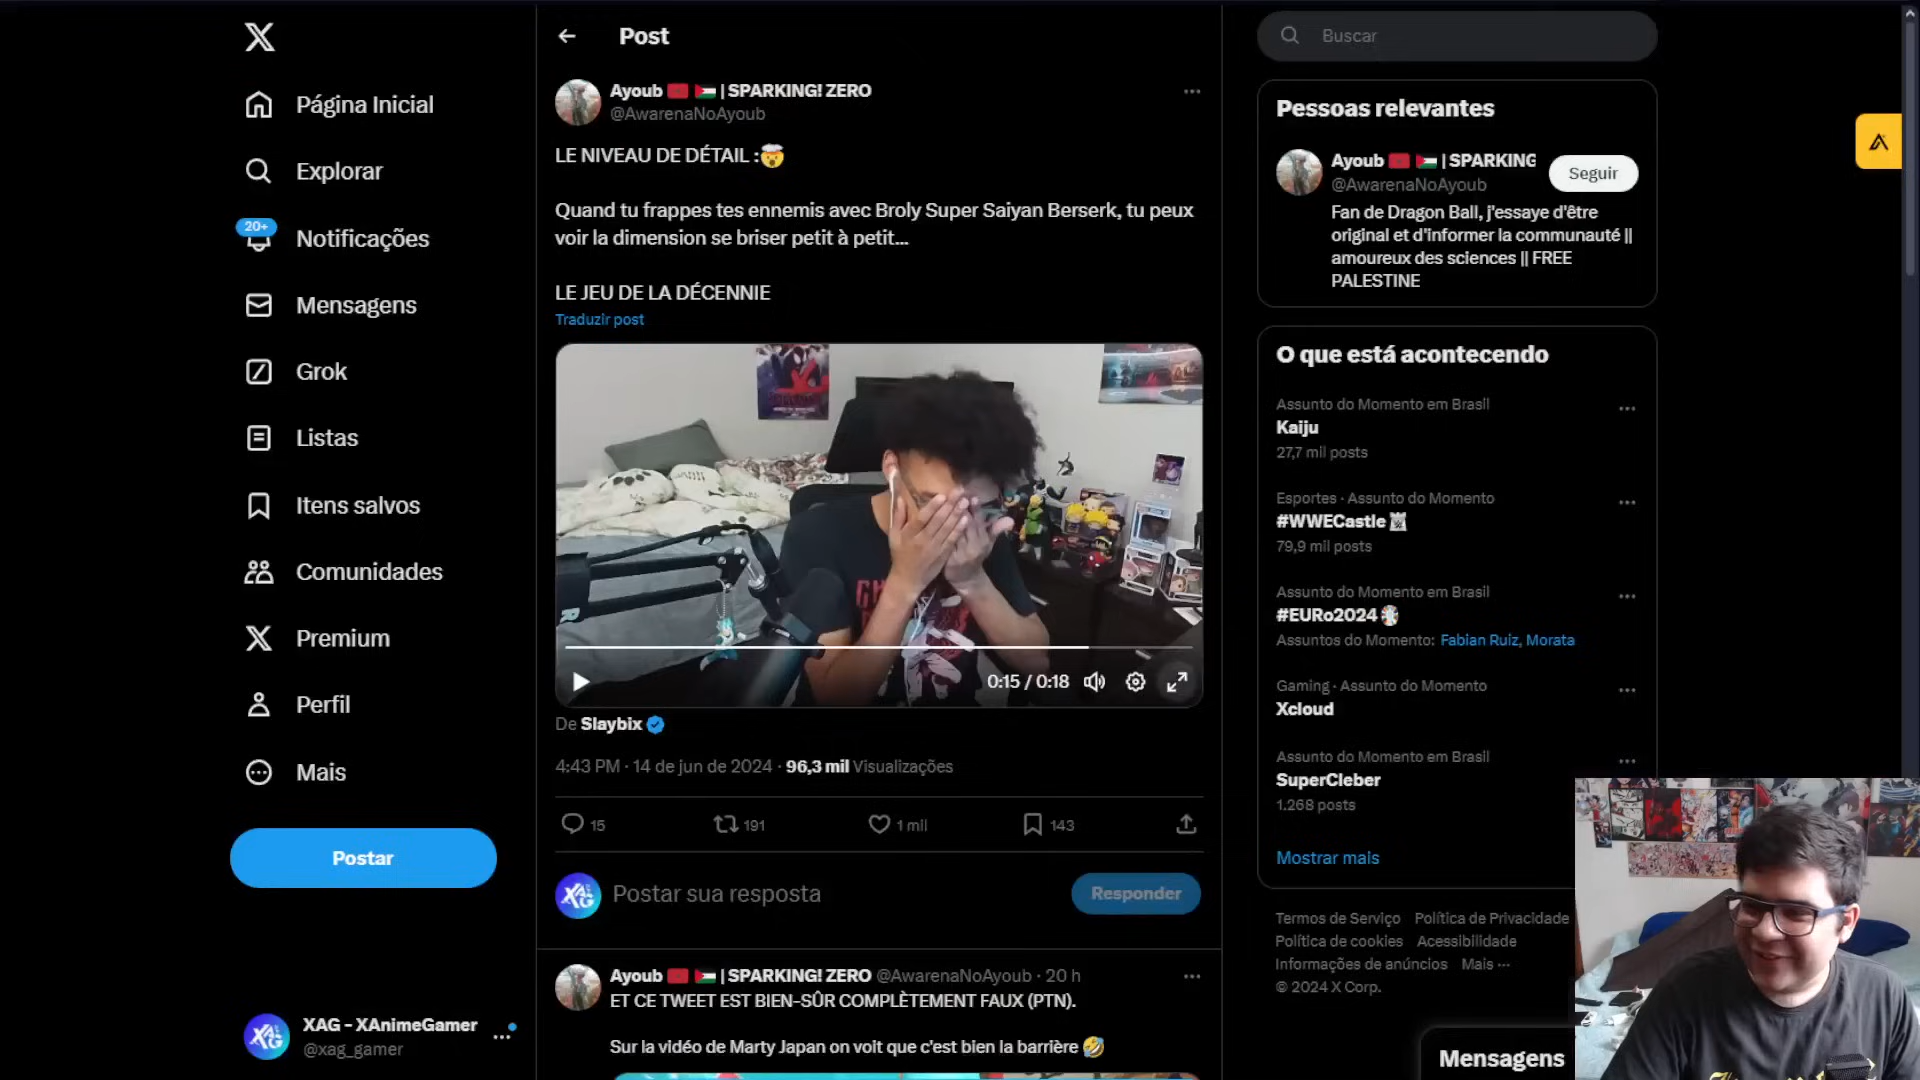 Página Inicial
Explorar
20+
Notificações
Mensagens
Grok
Listas
Itens salvos
Comunidades
Premium
Perfil
Mais
Postar
XAG - XAnimeGamer
@xag_gamer
Post
Ayoub | SPARKING! ZERO
@AwarenaNoAyoub
LE NIVEAU DE DÉTAIL :
Quand tu frappes tes ennemis avec Broly Super Saiyan Berserk, tu peux
voir la dimension se briser petit à petit...
LE JEU DE LA DÉCENNIE
Traduzir post
0:15 / 0:18
De Slaybix
4:43 PM · 14 de jun de 2024 · 96,3 mil Visualizações
15
191
1 mil
143
Postar sua resposta
Responder
Ayoub | SPARKING! ZERO @AwarenaNoAyoub · 20 h
ET CE TWEET EST BIEN-SÛR COMPLÈTEMENT FAUX (PTN).
Sur la vidéo de Marty Japan on voit que c'est bien la barrière
Buscar
Pessoas relevantes
Ayoub | SPARKING
@AwarenaNoAyoub
Seguir
Fan de Dragon Ball, j'essaye d'être
original et d'informer la communauté ||
amoureux des sciences || FREE
PALESTINE
O que está acontecendo
Assunto do Momento em Brasil
Kaiju
27,7 mil posts
Esportes · Assunto do Momento
#WWECastle
79,9 mil posts
Assunto do Momento em Brasil
#EURo2024
Assuntos do Momento: Fabian Ruiz, Morata
Gaming · Assunto do Momento
Xcloud
Assunto do Momento em Brasil
SuperCleber
1.268 posts
Mostrar mais
Termos de Serviço Política de Privacidade
Política de cookies Acessibilidade
Informações de anúncios Mais ...
© 2024 X Corp.
Mensagens